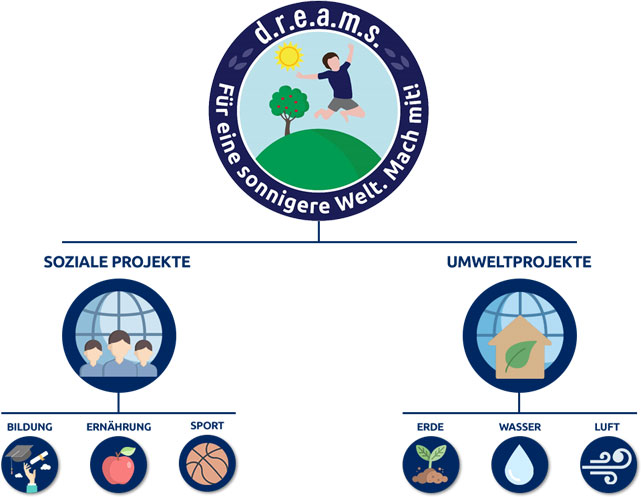 d.r.e.a.m.s.
Für eine sonnigere Welt. Mach mit!
SOZIALE PROJEKTE
UMWELTPROJEKTE
BILDUNG
ERNÄHRUNG
SPORT
ERDE
WASSER
LUFT